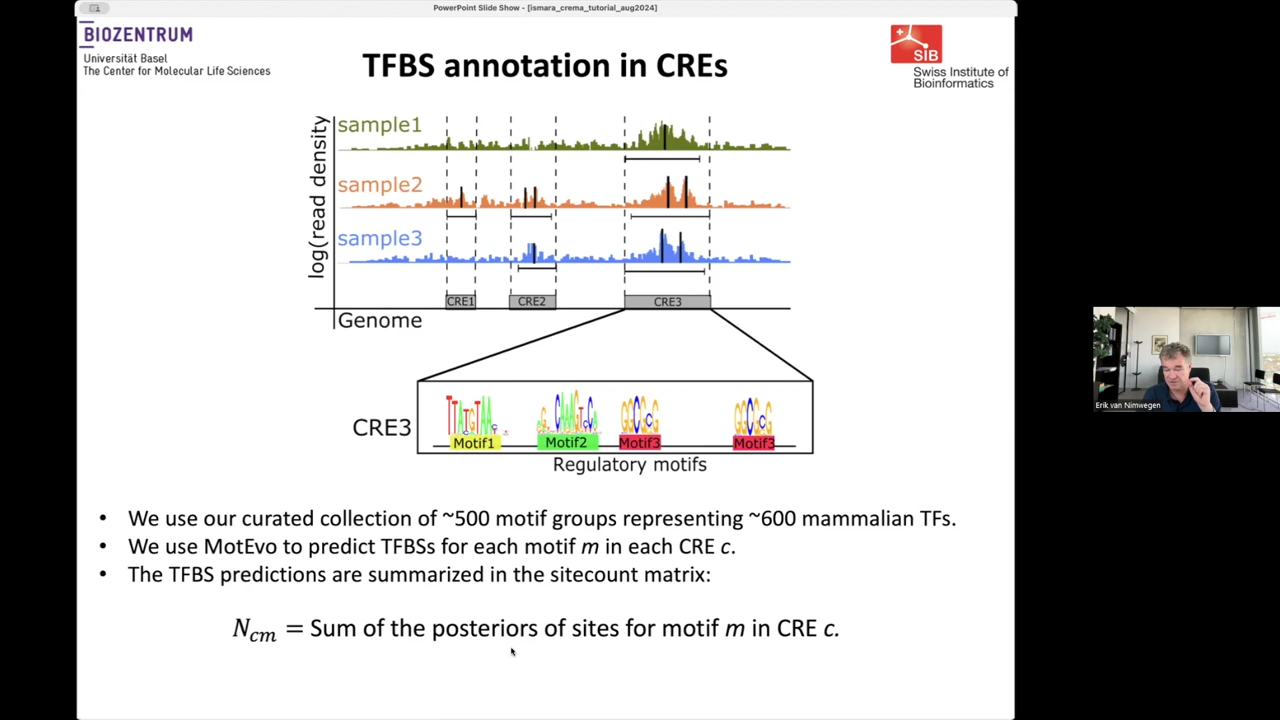 PowerPoint Slide Show - [ismara_crema_tutorial_aug2024]
BIOZENTRUM
Universität Basel
The Center for Molecular Life Sciences
TFBS annotation in CREs
SIB
Swiss Institute of
Bioinformatics
log(read density)
sample1
sample2
sample3
CRE1
CRE2
CRE3
Genome
CRE3
Motif1
Motif2
Motif3
Motif3
Regulatory motifs
Erik van Nimwegen
• We use our curated collection of ~500 motif groups representing ~600 mammalian TFs.
• We use MotEvo to predict TFBSs for each motif m in each CRE c.
• The TFBS predictions are summarized in the sitecount matrix:
N_cm = Sum of the posteriors of sites for motif m in CRE c.